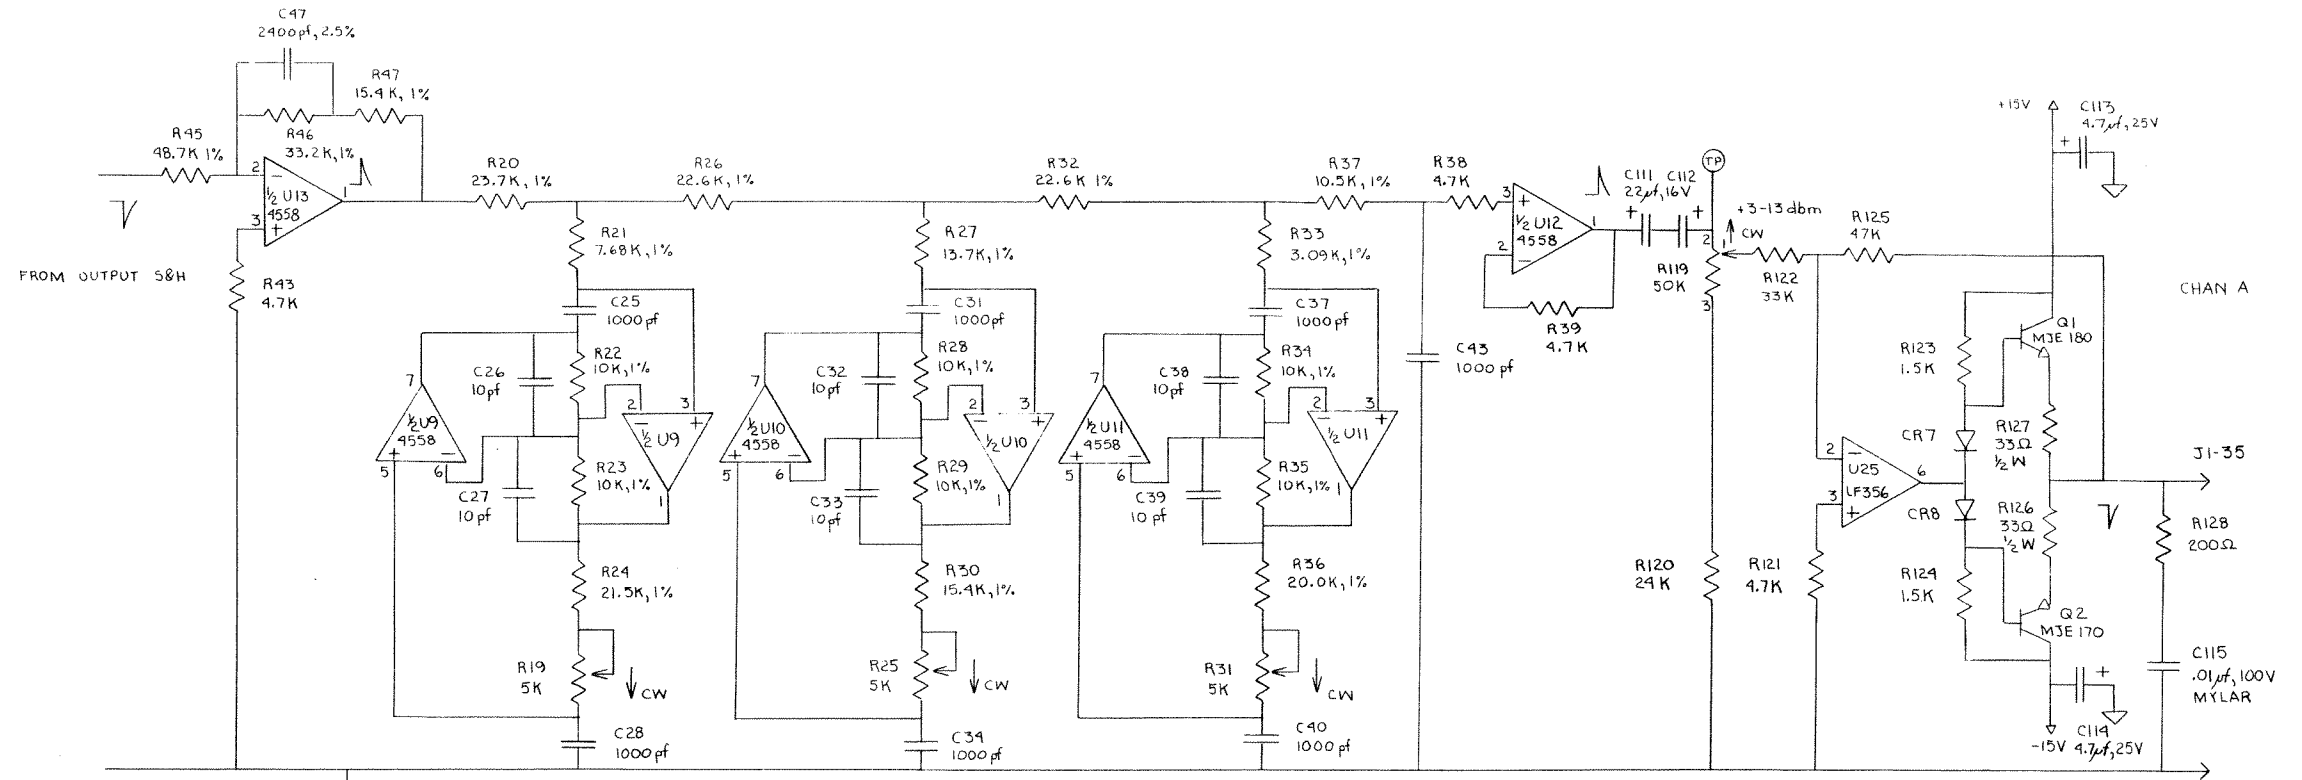 C47
2400pf, 2.5%
R47
15.4K, 1%
R45
48.7K 1%
R46
33.2K, 1%
2
−
½ U13
4558
1
3
+
R43
4.7K
FROM OUTPUT S&H
R20
23.7K, 1%
R26
22.6K, 1%
R32
22.6K 1%
R37
10.5K, 1%
R38
4.7K
R21
7.68K, 1%
C25
1000pf
R22
10K, 1%
C26
10pf
7
½U9
4558
+
−
5
6
2
3
−
+
½ U9
1
R23
10K, 1%
C27
10pf
R24
21.5K, 1%
R19
5K
CW
C28
1000pf
R27
13.7K, 1%
C31
1000pf
R28
10K, 1%
C32
10pf
7
½U10
4558
+
−
5
6
2
3
−
+
½ U10
1
R29
10K, 1%
C33
10pf
R30
15.4K, 1%
R25
5K
CW
C34
1000pf
R33
3.09K, 1%
C37
1000pf
R34
10K, 1%
C38
10pf
7
½U11
4558
+
−
5
6
2
3
−
+
½ U11
1
R35
10K, 1%
C39
10pf
R36
20.0K, 1%
R31
5K
CW
C40
1000pf
C43
1000pf
3
+
½ U12
4558
1
2
−
R39
4.7K
C111
C112
22µf, 16V
+
+
TP
+3-13dbm
CW
2
1
R119
50K
3
R122
33K
R125
47K
R120
24K
R121
4.7K
2
−
U25
LF356
6
3
+
+15V
C113
4.7µf, 25V
+
CHAN A
Q1
MJE 180
R123
1.5K
CR7
R127
33Ω
½ W
J1-35
CR8
R126
33Ω
½ W
R124
1.5K
Q2
MJE 170
R128
200Ω
C115
.01µf, 100V
MYLAR
+
-15V
C114
4.7µf, 25V